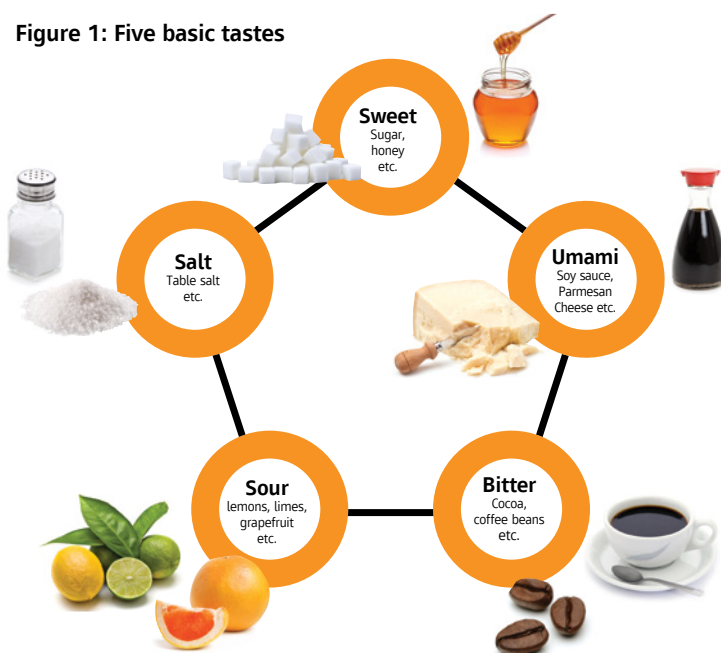 Figure 1: Five basic tastes
Sweet
Sugar,
honey
etc.
Salt
Table salt
etc.
Umami
Soy sauce,
Parmesan
Cheese etc.
Sour
lemons, limes,
grapefruit
etc.
Bitter
Cocoa,
coffee beans
etc.